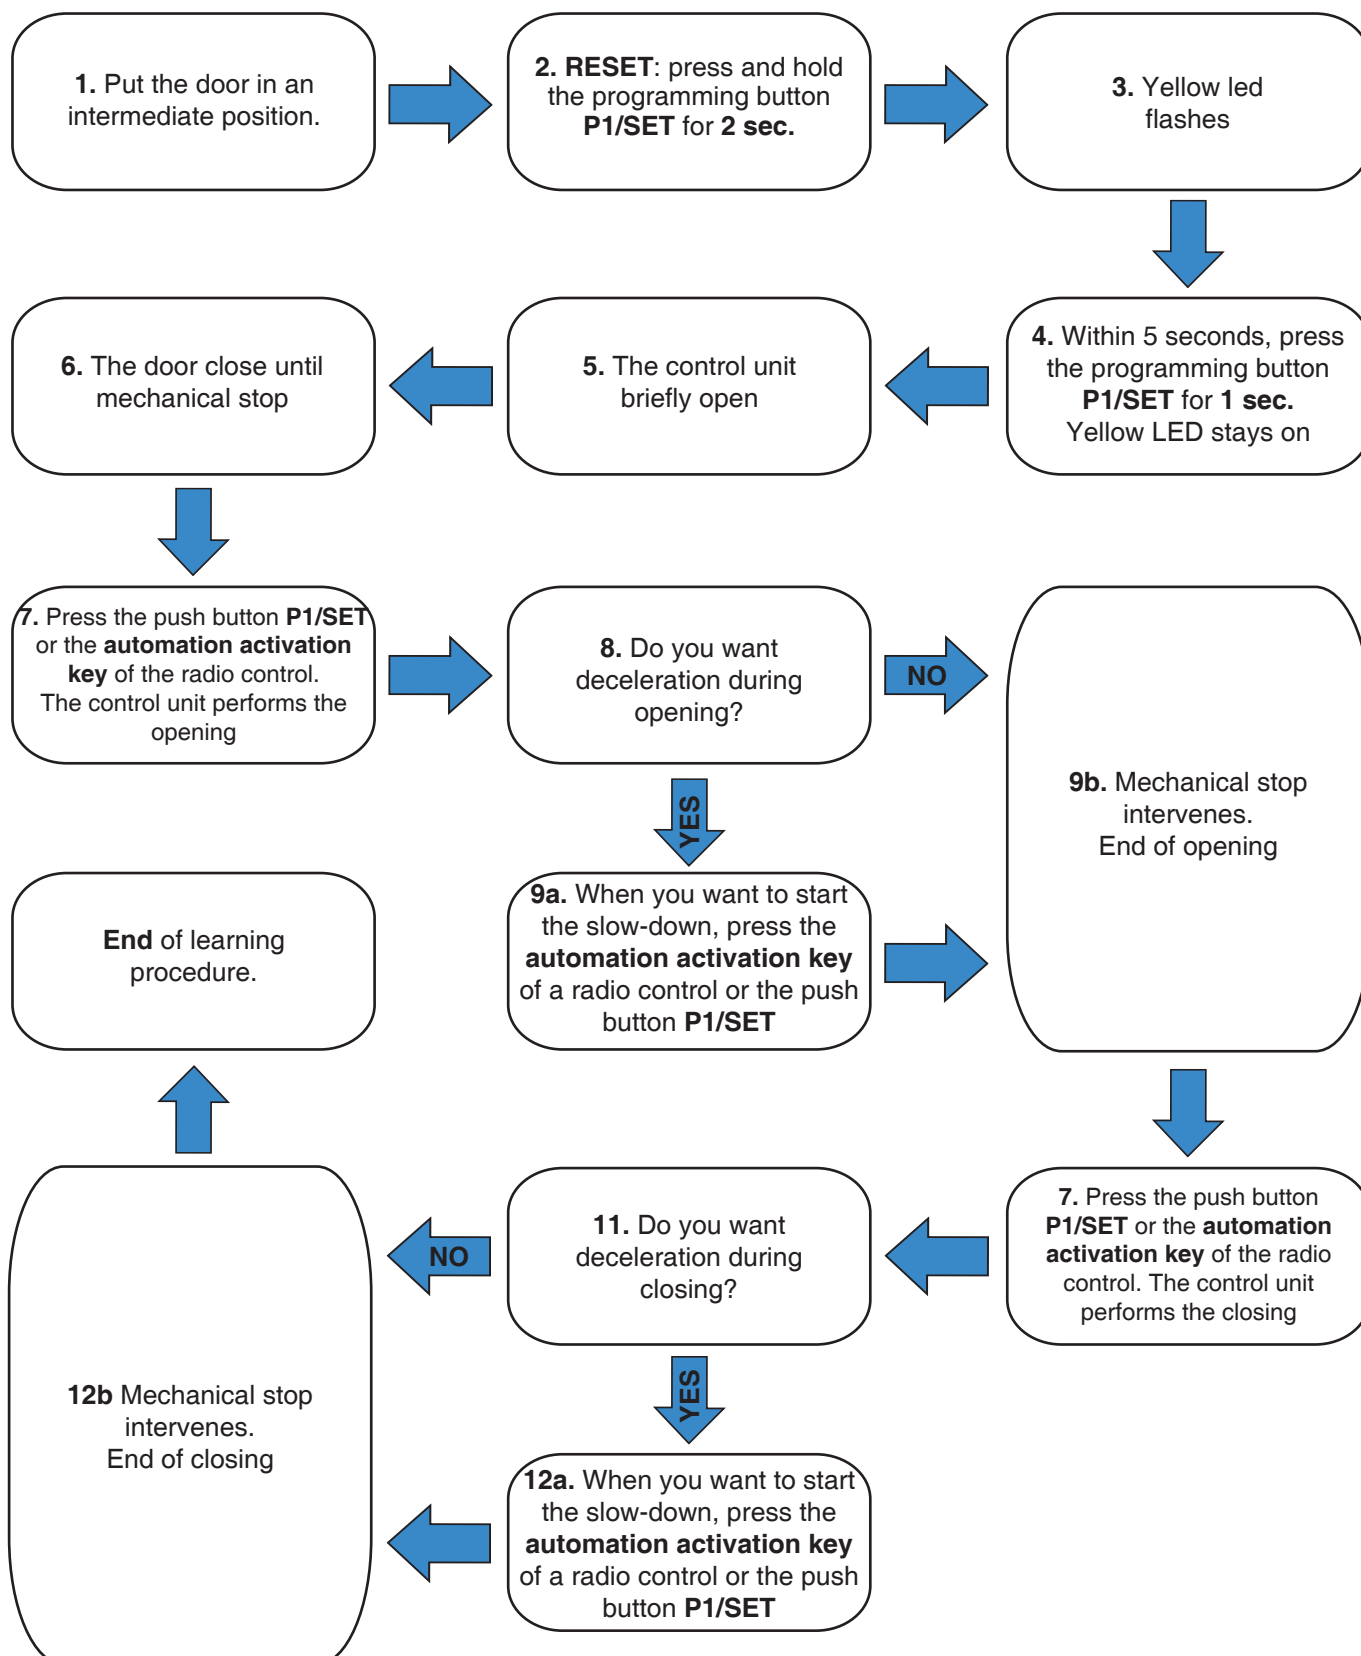 1. Put the door in an
intermediate position.
2. RESET: press and hold
the programming button
P1/SET for 2 sec.
3. Yellow led
flashes
4. Within 5 seconds, press
the programming button
P1/SET for 1 sec.
Yellow LED stays on
5. The control unit
briefly open
6. The door close until
mechanical stop
7. Press the push button P1/SET
or the automation activation
key of the radio control.
The control unit performs the
opening
8. Do you want
deceleration during
opening?
NO
YES
9a. When you want to start
the slow-down, press the
automation activation key
of a radio control or the push
button P1/SET
9b. Mechanical stop
intervenes.
End of opening
7. Press the push button
P1/SET or the automation
activation key of the radio
control. The control unit
performs the closing
11. Do you want
deceleration during
closing?
NO
YES
12a. When you want to start
the slow-down, press the
automation activation key
of a radio control or the push
button P1/SET
12b Mechanical stop
intervenes.
End of closing
End of learning
procedure.